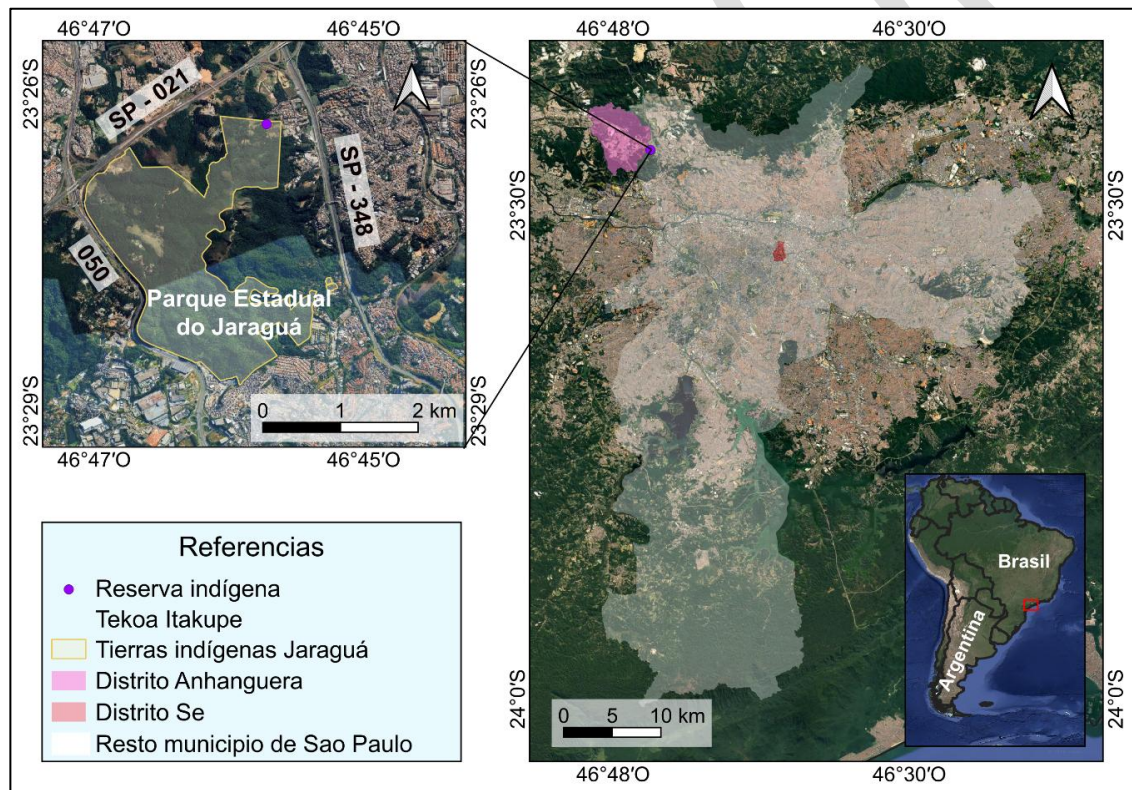 46°47'O 46°45'O
23°26'S
23°26'S
SP - 021
SP - 348
050
Parque Estadual
do Jaraguá
0 1 2 km
23°29'S
23°29'S
46°47'O 46°45'O
46°48'O 46°30'O
23°30'S
23°30'S
24°0'S
24°0'S
0 5 10 km
46°48'O 46°30'O
Brasil
Argentina
Referencias
Reserva indígena
Tekoa Itakupe
Tierras indígenas Jaraguá
Distrito Anhanguera
Distrito Se
Resto municipio de Sao Paulo